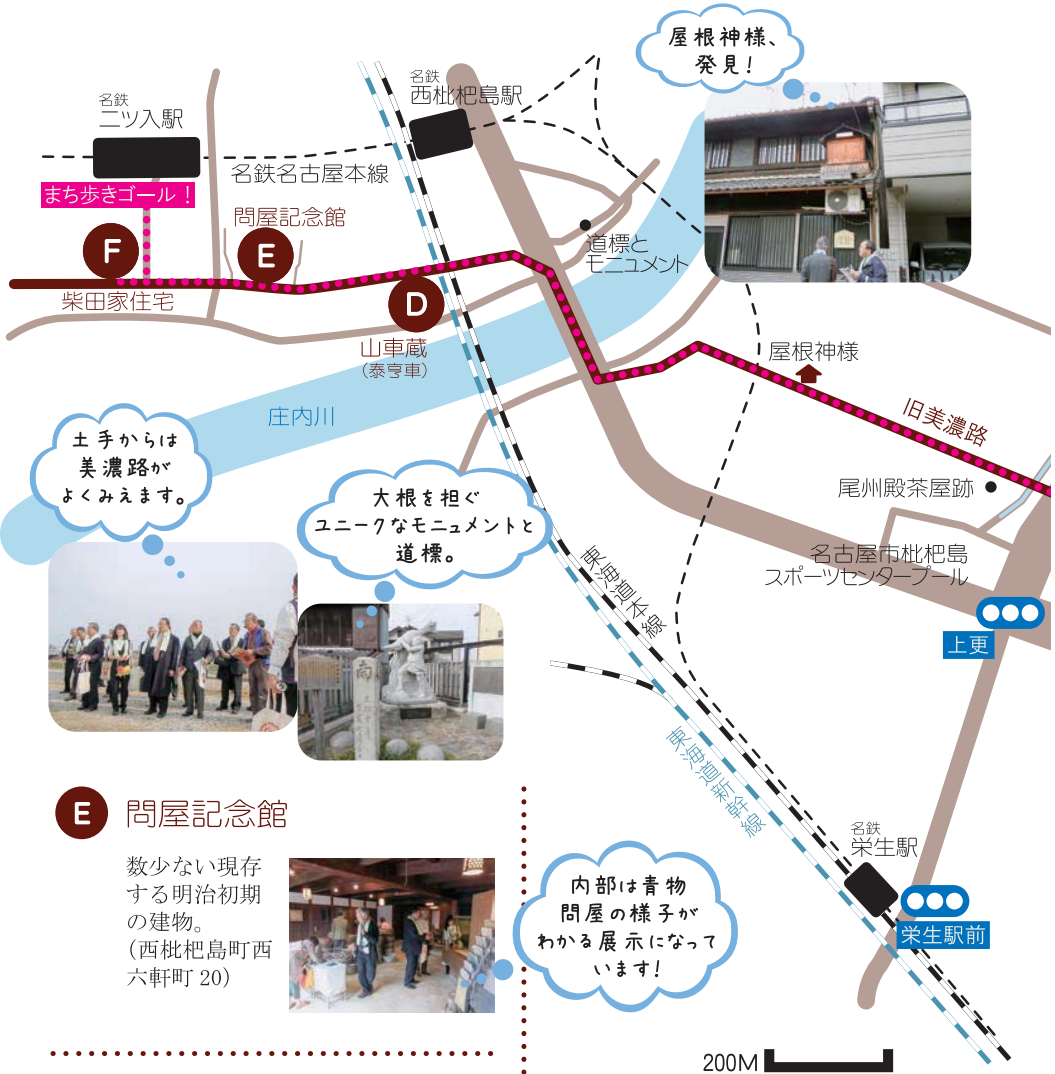 屋根神様、
発見！
名鉄
西枇杷島駅
名鉄
二ツ入駅
名鉄名古屋本線
まち歩きゴール！
問屋記念館
F
E
道標と
モニュメント
柴田家住宅
D
山車蔵
（泰亨車）
屋根神様
旧美濃路
庄内川
土手からは
美濃路が
よくみえます。
大根を担ぐ
ユニークなモニュメントと
道標。
尾州殿茶屋跡
名古屋市枇杷島
スポーツセンタープール
東海道本線
上更
東海道新幹線
E 問屋記念館
数少ない現存
する明治初期
の建物。
（西枇杷島町西
六軒町 20）
内部は青物
問屋の様子が
わかる展示になって
います！
名鉄
栄生駅
栄生駅前
200M